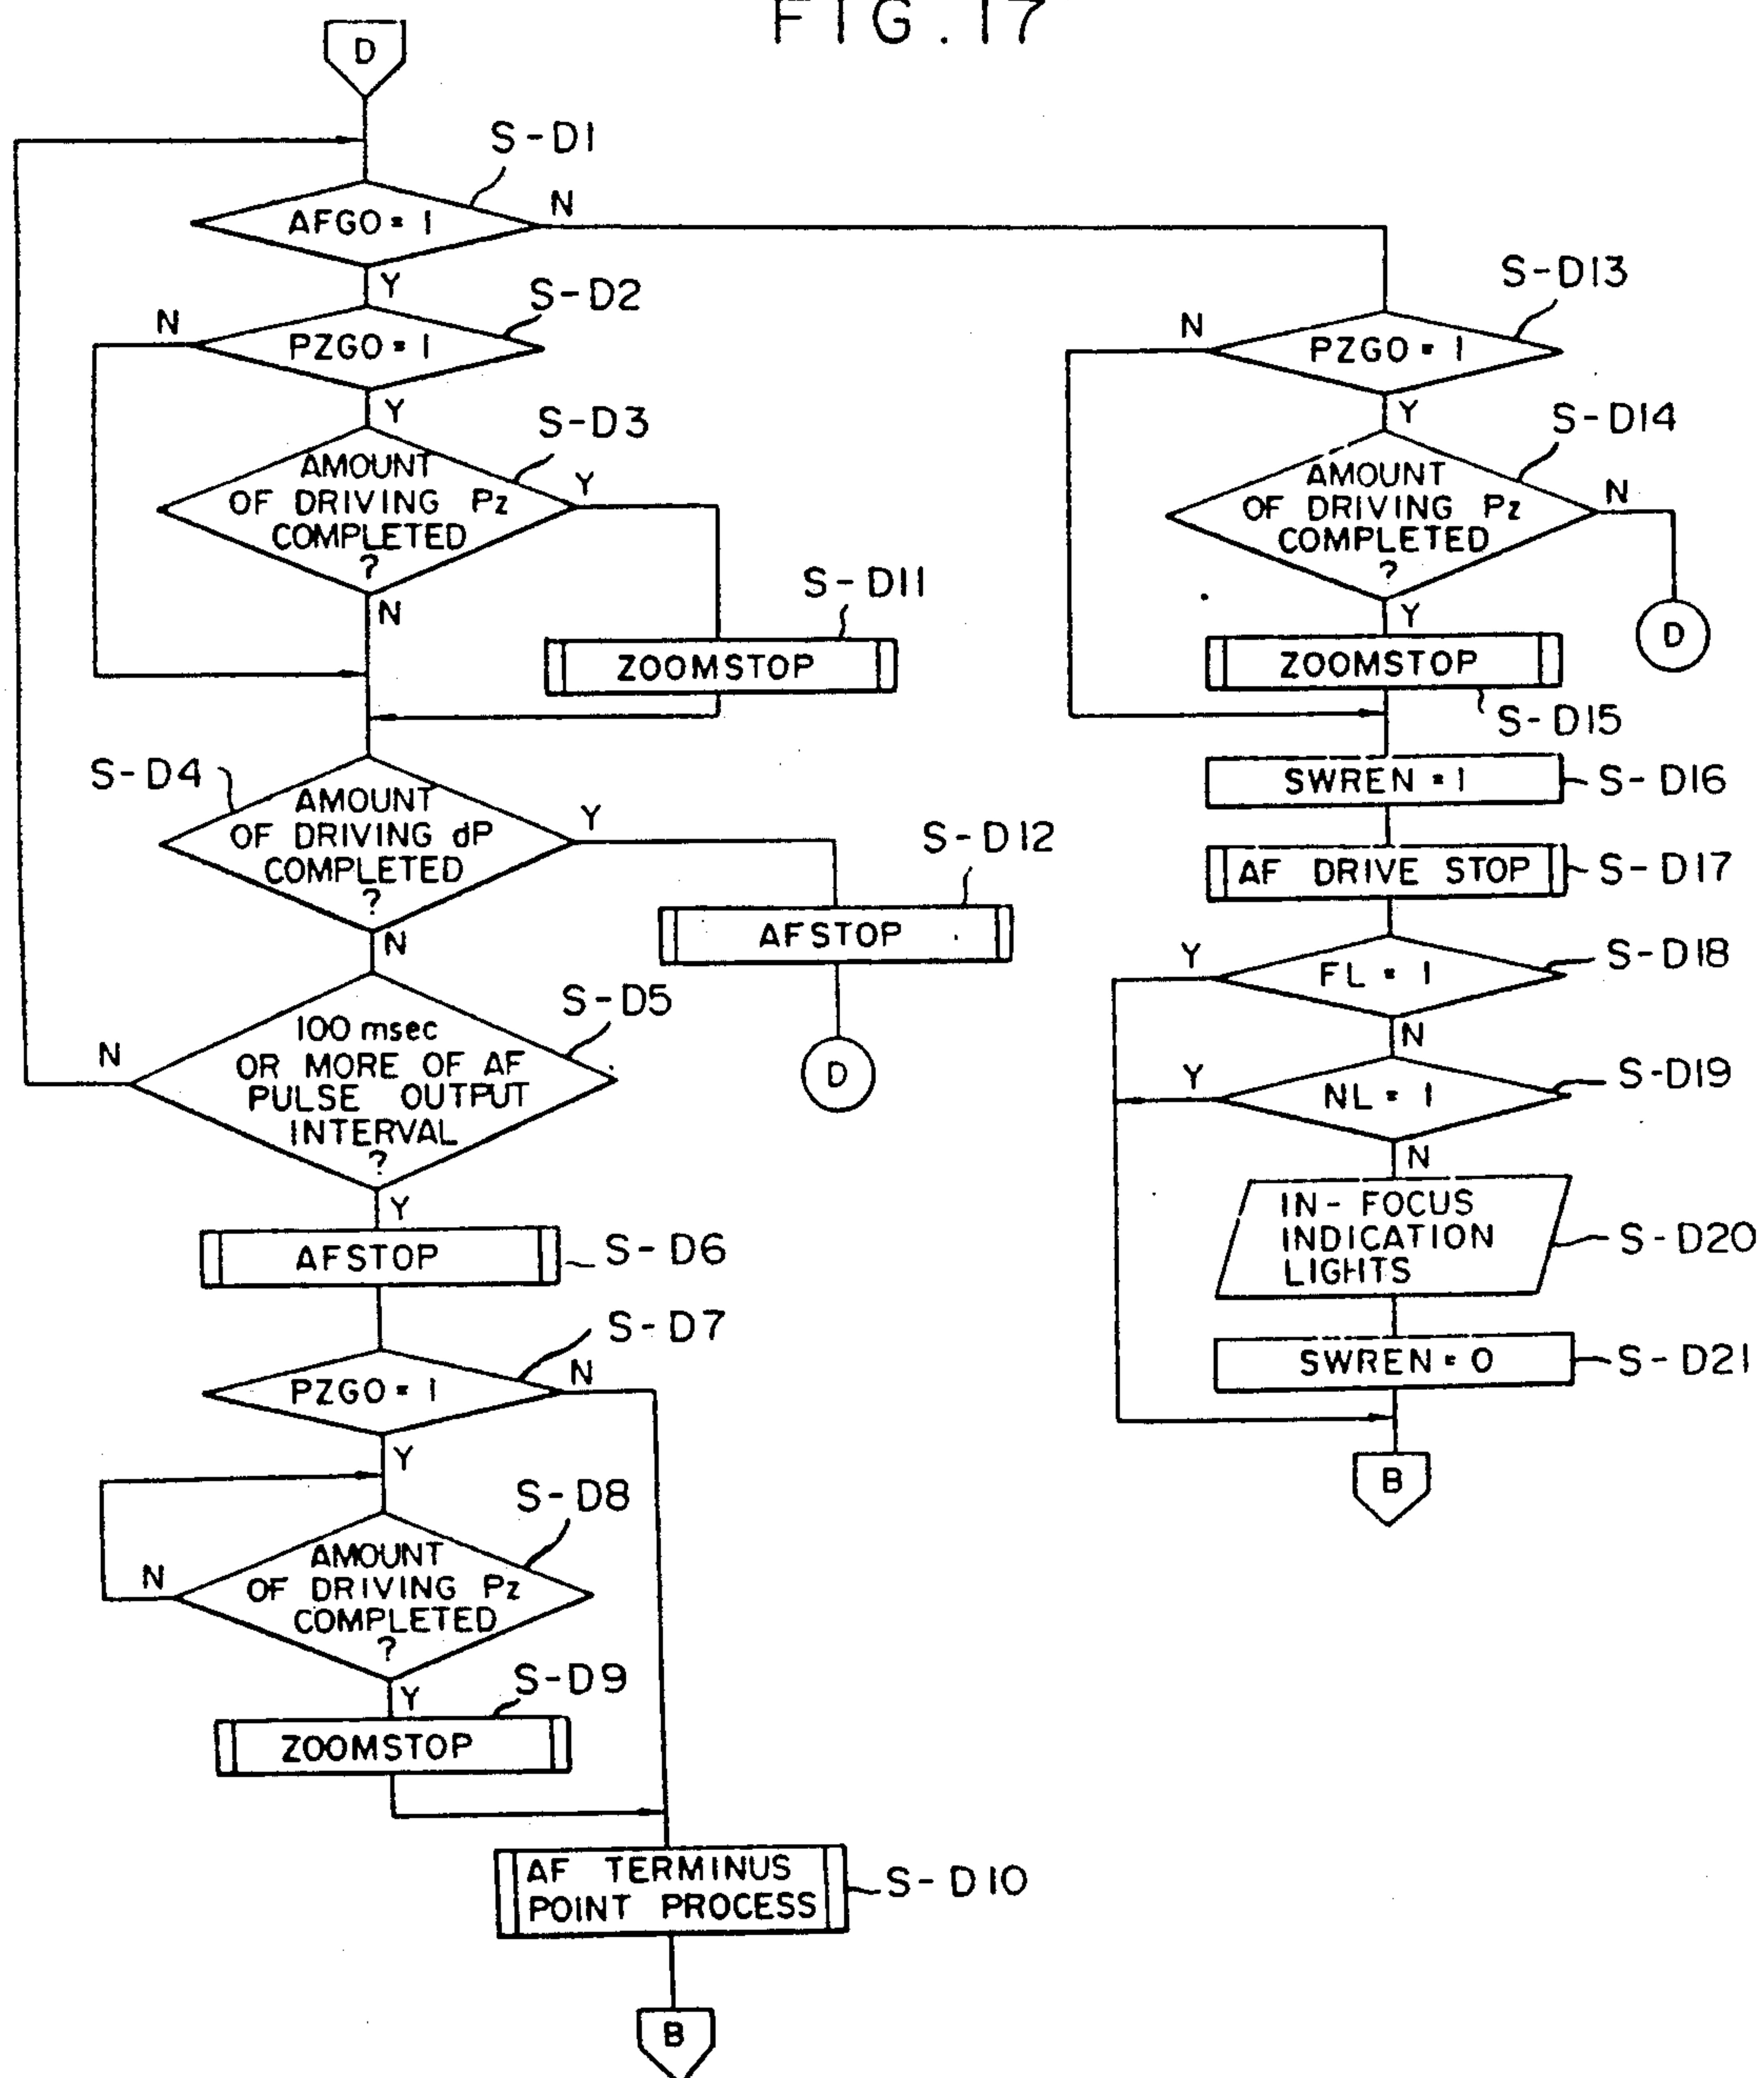 FIG. 17
D
S-D1
AFGO = 1
N
Y
S-D2
N
PZGO = 1
Y
S-D3
AMOUNT
OF DRIVING Pz
COMPLETED
?
Y
N
S-D11
ZOOMSTOP
S-D4
AMOUNT
OF DRIVING dP
COMPLETED
?
Y
N
S-D12
AFSTOP
D
S-D5
100 msec
OR MORE OF AF
PULSE OUTPUT
INTERVAL
?
N
Y
AFSTOP
S-D6
S-D7
PZGO = 1
N
Y
S-D8
AMOUNT
OF DRIVING Pz
COMPLETED
?
N
Y
S-D9
ZOOMSTOP
AF TERMINUS
POINT PROCESS
S-D10
B
S-D13
N
PZGO = 1
Y
S-D14
AMOUNT
OF DRIVING Pz
COMPLETED
?
N
D
Y
ZOOMSTOP
S-D15
SWREN = 1
S-D16
AF DRIVE STOP
S-D17
Y
FL = 1
S-D18
N
Y
NL = 1
S-D19
N
IN-FOCUS
INDICATION
LIGHTS
S-D20
SWREN = 0
S-D21
B